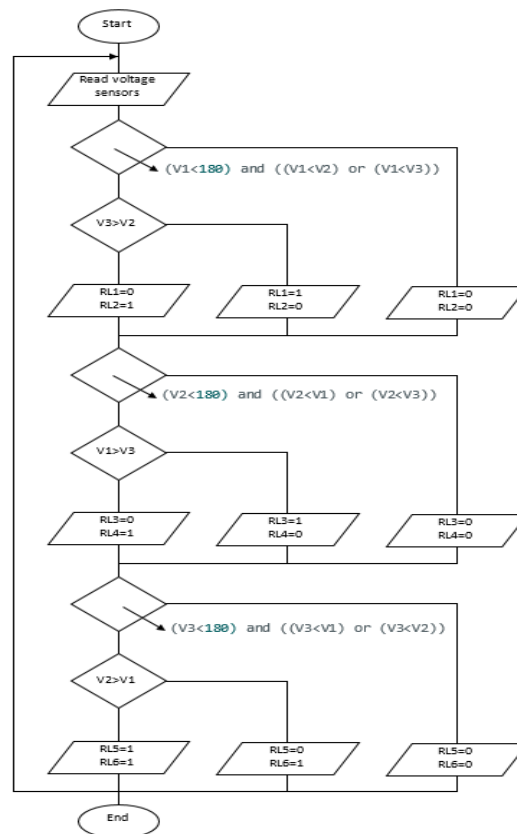 Start
Read voltage
sensors
(V1<180) and ((V1<V2) or (V1<V3))
V3>V2
RL1=0
RL2=1
RL1=1
RL2=0
RL1=0
RL2=0
(V2<180) and ((V2<V1) or (V2<V3))
V1>V3
RL3=0
RL4=1
RL3=1
RL4=0
RL3=0
RL4=0
(V3<180) and ((V3<V1) or (V3<V2))
V2>V1
RL5=1
RL6=1
RL5=0
RL6=1
RL5=0
RL6=0
End